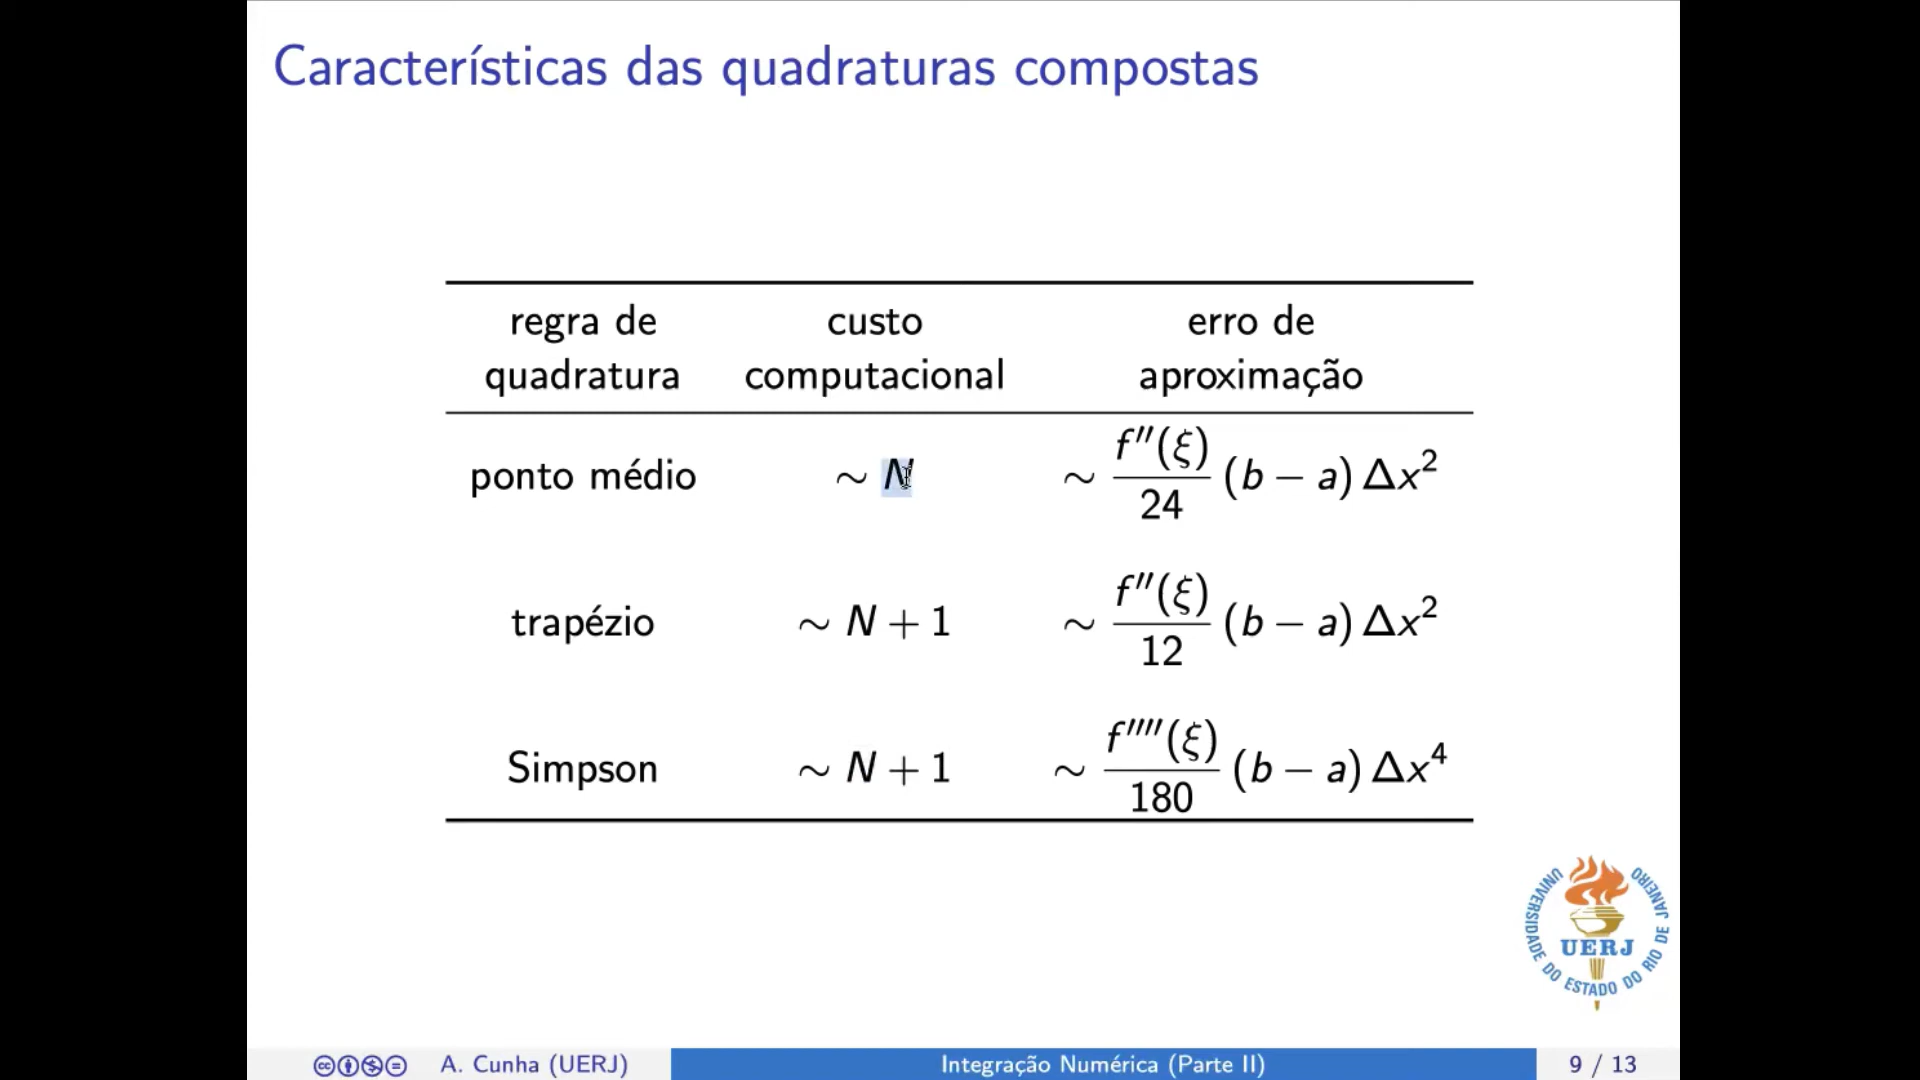 Características das quadraturas compostas
regra de quadratura
custo computacional
erro de aproximação
ponto médio ∼ N ∼ f″(ξ)/24 (b − a) Δx²
trapézio ∼ N + 1 ∼ f″(ξ)/12 (b − a) Δx²
Simpson ∼ N + 1 ∼ f⁗(ξ)/180 (b − a) Δx⁴
UNIVERSIDADE DO ESTADO DO RIO DE JANEIRO
UERJ
A. Cunha (UERJ)
Integração Numérica (Parte II)
9 / 13